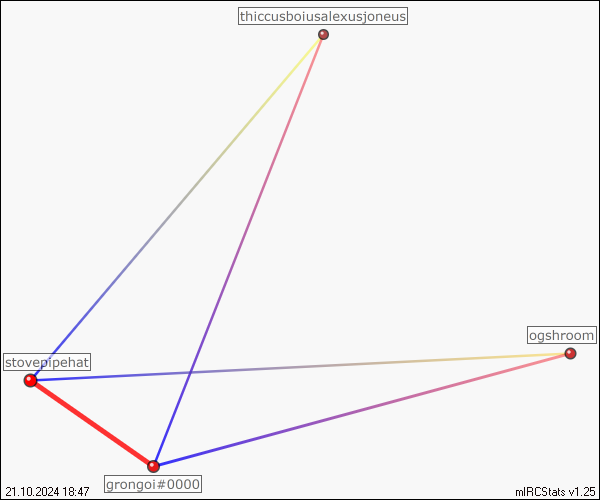 thiccusboiusalexusjoneus
ogshroom
stovepipehat
grongoi#0000
21.10.2024 18:47
mIRCStats v1.25